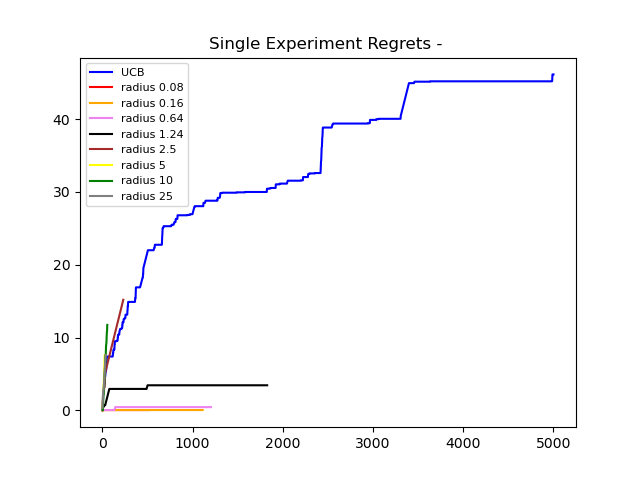 Single Experiment Regrets -
UCB
radius 0.08
radius 0.16
radius 0.64
radius 1.24
radius 2.5
radius 5
radius 10
radius 25
40
30
20
10
0
0 1000 2000 3000 4000 5000